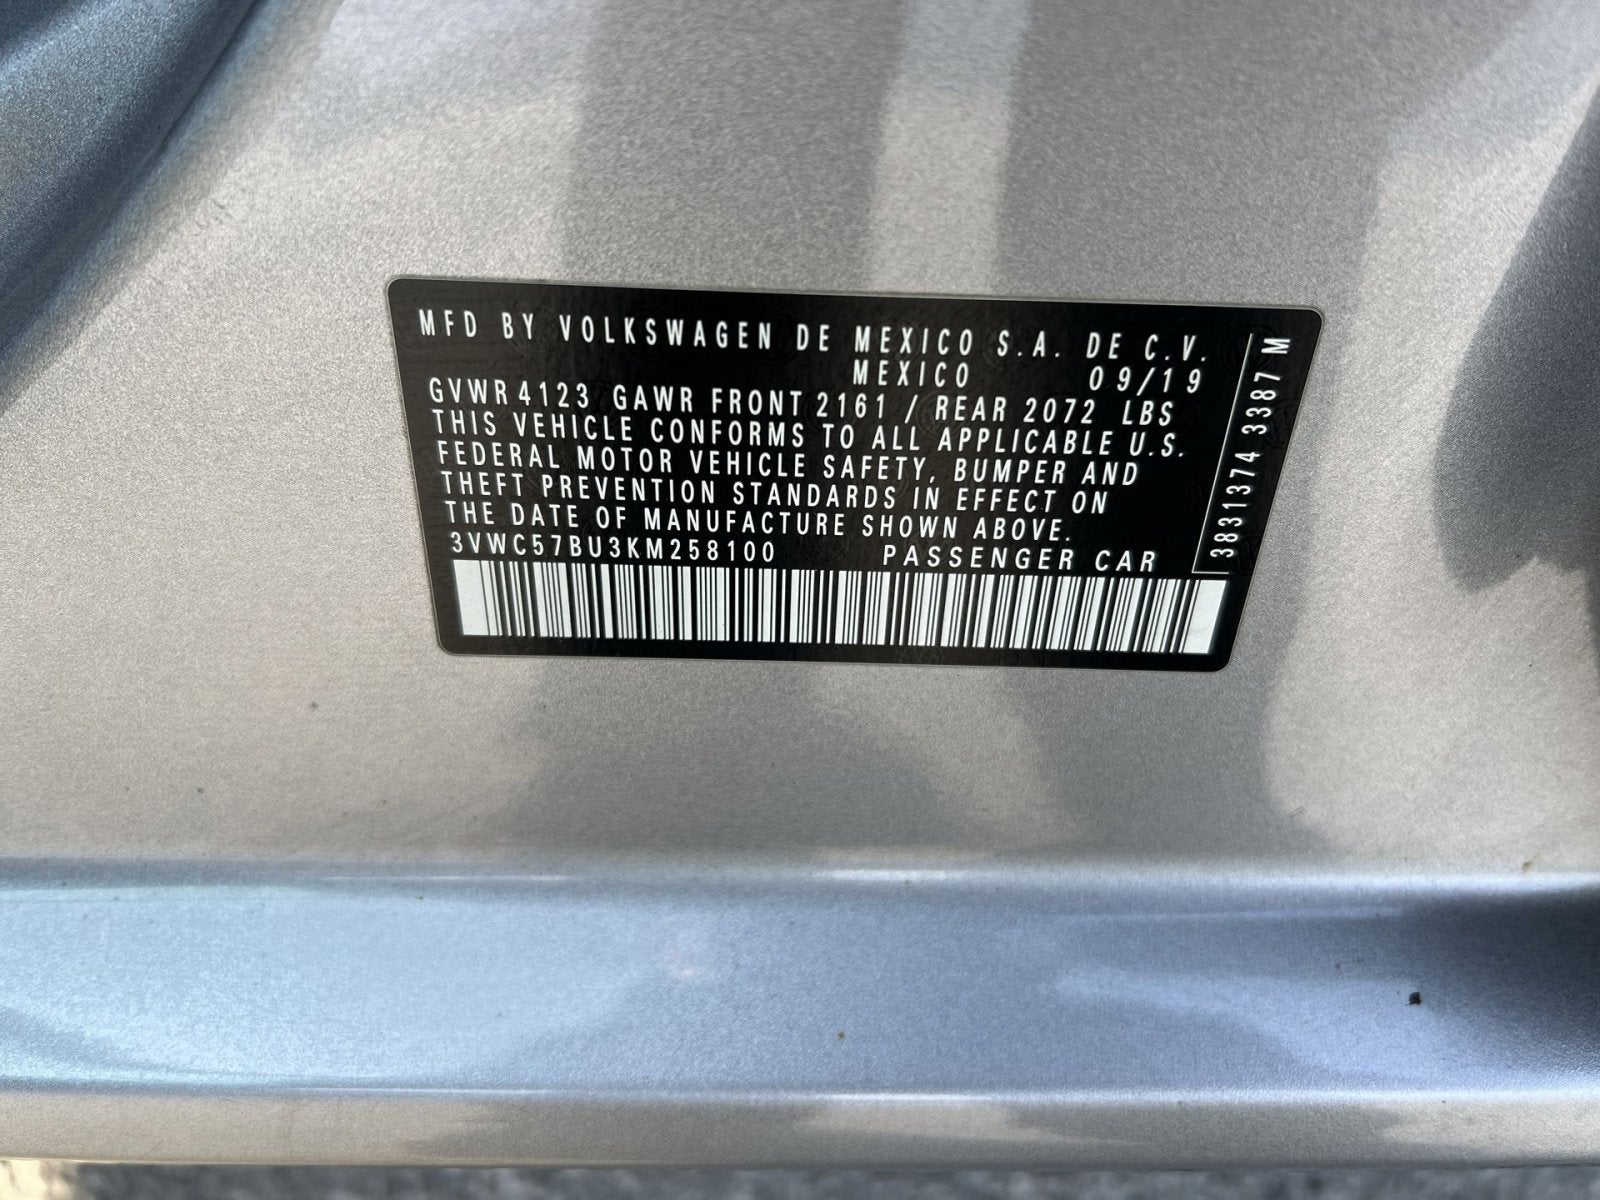 MFD BY VOLKSWAGEN DE MEXICO S.A. DE C.V.
MEXICO 09/19
GVWR 4123 GAWR FRONT 2161 / REAR 2072 LBS
THIS VEHICLE CONFORMS TO ALL APPLICABLE U.S.
FEDERAL MOTOR VEHICLE SAFETY, BUMPER AND
THEFT PREVENTION STANDARDS IN EFFECT ON
THE DATE OF MANUFACTURE SHOWN ABOVE.
3VWC57BU3KM258100 PASSENGER CAR
3831374 3387 M